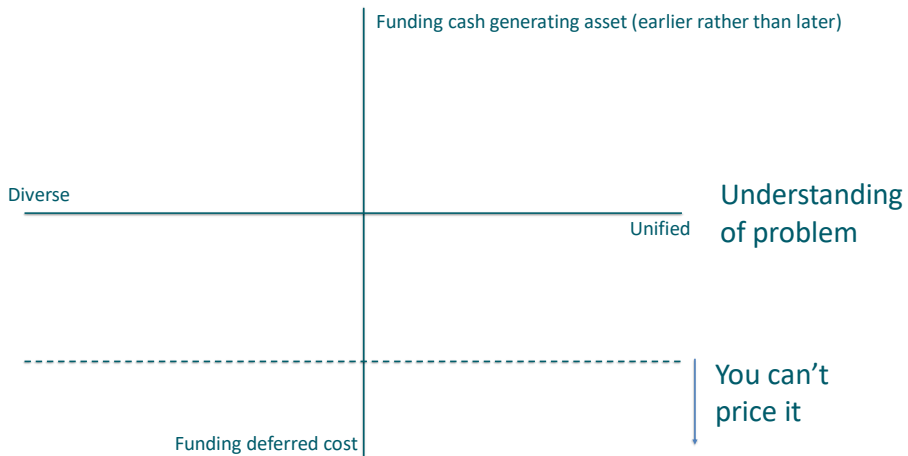 Funding cash generating asset (earlier rather than later)
Diverse
Understanding
of problem
Unified
You can’t
price it
Funding deferred cost